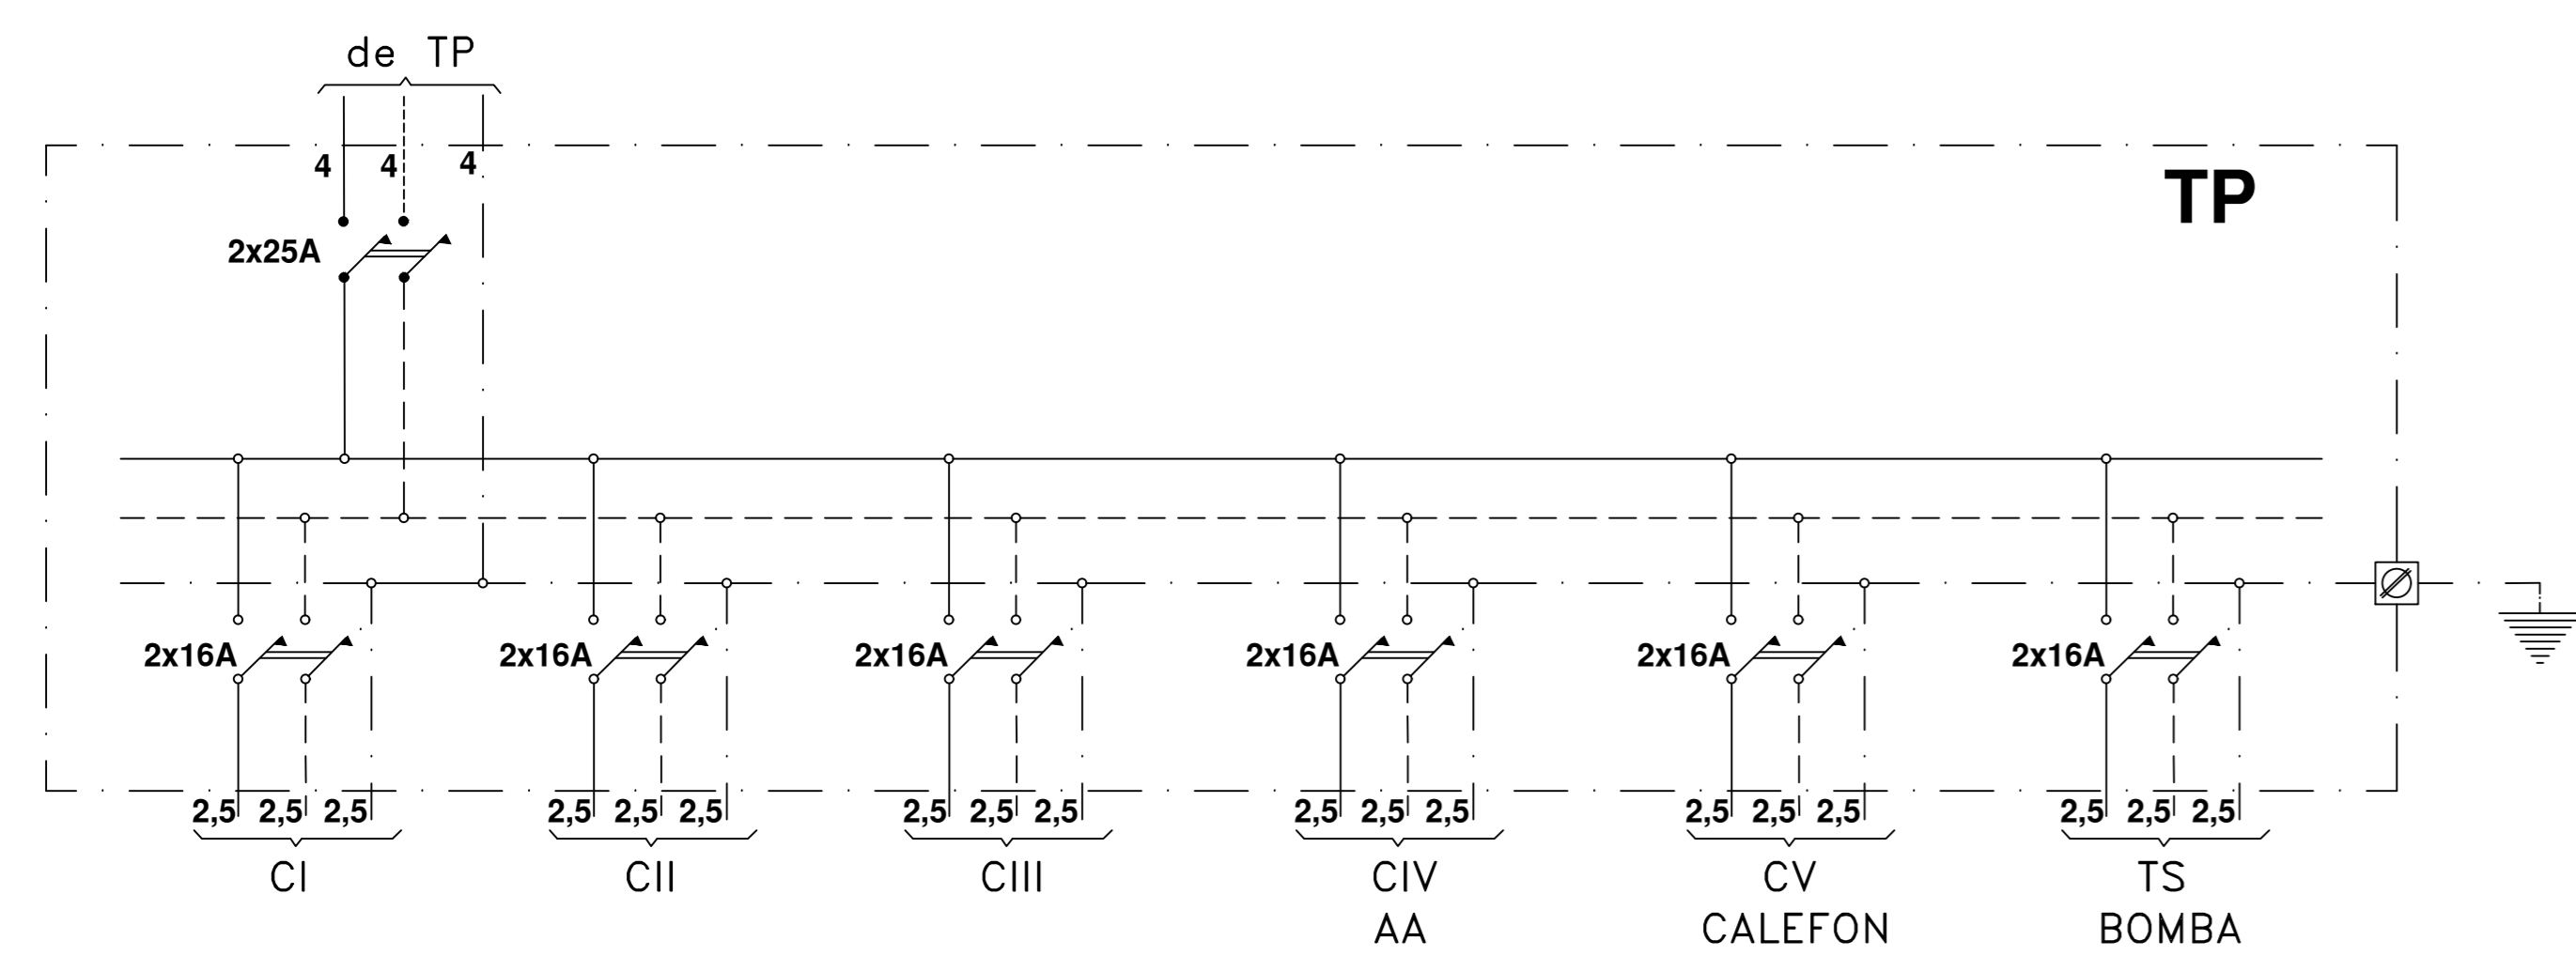 de TP
4 4 4
TP
2x25A
2x16A 2x16A 2x16A 2x16A 2x16A 2x16A
2,5 2,5 2,5 2,5 2,5 2,5 2,5 2,5 2,5 2,5 2,5 2,5 2,5 2,5 2,5 2,5 2,5 2,5
CI CII CIII CIV CV TS
AA CALEFON BOMBA